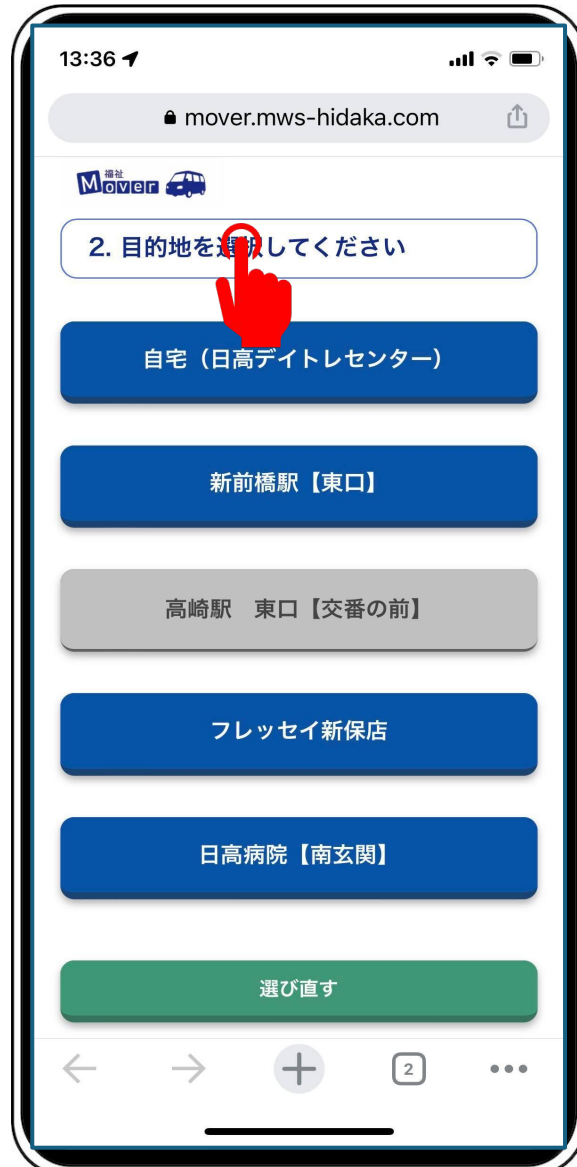 13:36
mover.mws-hidaka.com
福祉
Mover
2. 目的地を選択してください
自宅（日高デイトレセンター）
新前橋駅【東口】
高崎駅　東口【交番の前】
フレッセイ新保店
日高病院【南玄関】
選び直す
2